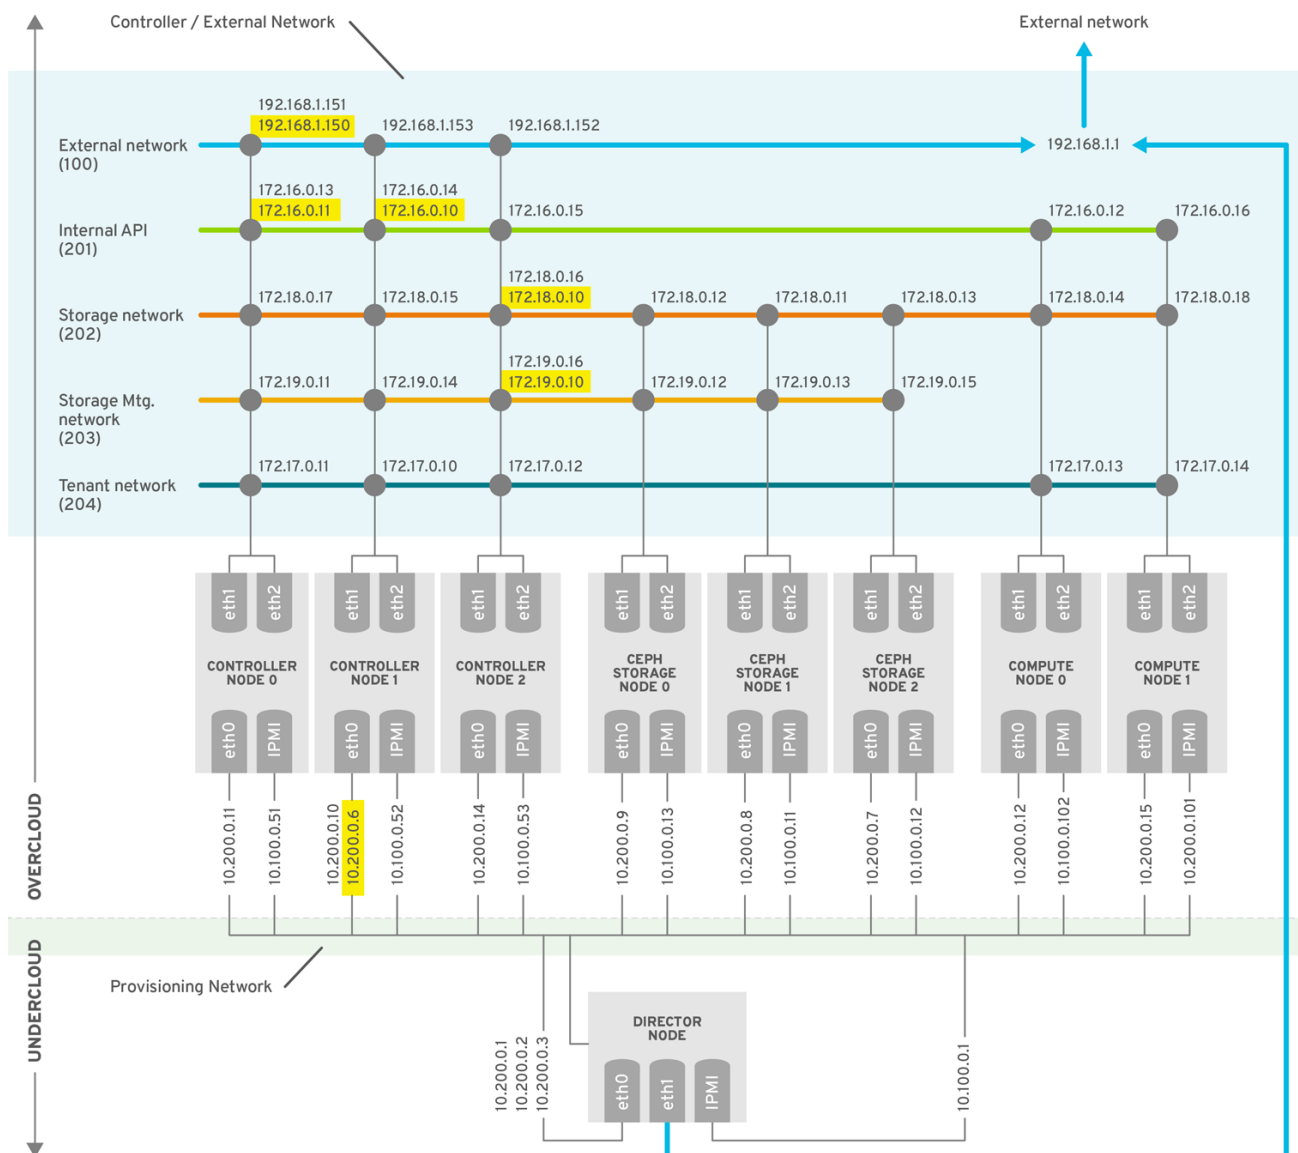 Controller / External Network
External network
192.168.1.151
192.168.1.150
192.168.1.153
192.168.1.152
External network
(100)
192.168.1.1
172.16.0.13
172.16.0.11
172.16.0.14
172.16.0.10
172.16.0.15
172.16.0.12
172.16.0.16
Internal API
(201)
172.18.0.17
172.18.0.15
172.18.0.16
172.18.0.10
172.18.0.12
172.18.0.11
172.18.0.13
172.18.0.14
172.18.0.18
Storage network
(202)
172.19.0.11
172.19.0.14
172.19.0.16
172.19.0.10
172.19.0.12
172.19.0.13
172.19.0.15
Storage Mtg.
network
(203)
172.17.0.11
172.17.0.10
172.17.0.12
172.17.0.13
172.17.0.14
Tenant network
(204)
eth1
eth2
eth1
eth2
eth1
eth2
eth1
eth2
eth1
eth2
eth1
eth2
eth1
eth2
eth1
eth2
CONTROLLER
NODE 0
CONTROLLER
NODE 1
CONTROLLER
NODE 2
CEPH
STORAGE
NODE 0
CEPH
STORAGE
NODE 1
CEPH
STORAGE
NODE 2
COMPUTE
NODE 0
COMPUTE
NODE 1
eth0
IPMI
eth0
IPMI
eth0
IPMI
eth0
IPMI
eth0
IPMI
eth0
IPMI
eth0
IPMI
eth0
IPMI
OVERCLOUD
10.200.0.11
10.100.0.51
10.200.0.10
10.200.0.6
10.100.0.52
10.200.0.14
10.100.0.53
10.200.0.9
10.100.0.13
10.200.0.8
10.100.0.11
10.200.0.7
10.100.0.12
10.200.0.12
10.100.0.102
10.200.0.15
10.200.0.101
UNDERCLOUD
Provisioning Network
DIRECTOR
NODE
10.200.0.1
10.200.0.2
10.200.0.3
eth0
eth1
IPMI
10.100.0.1